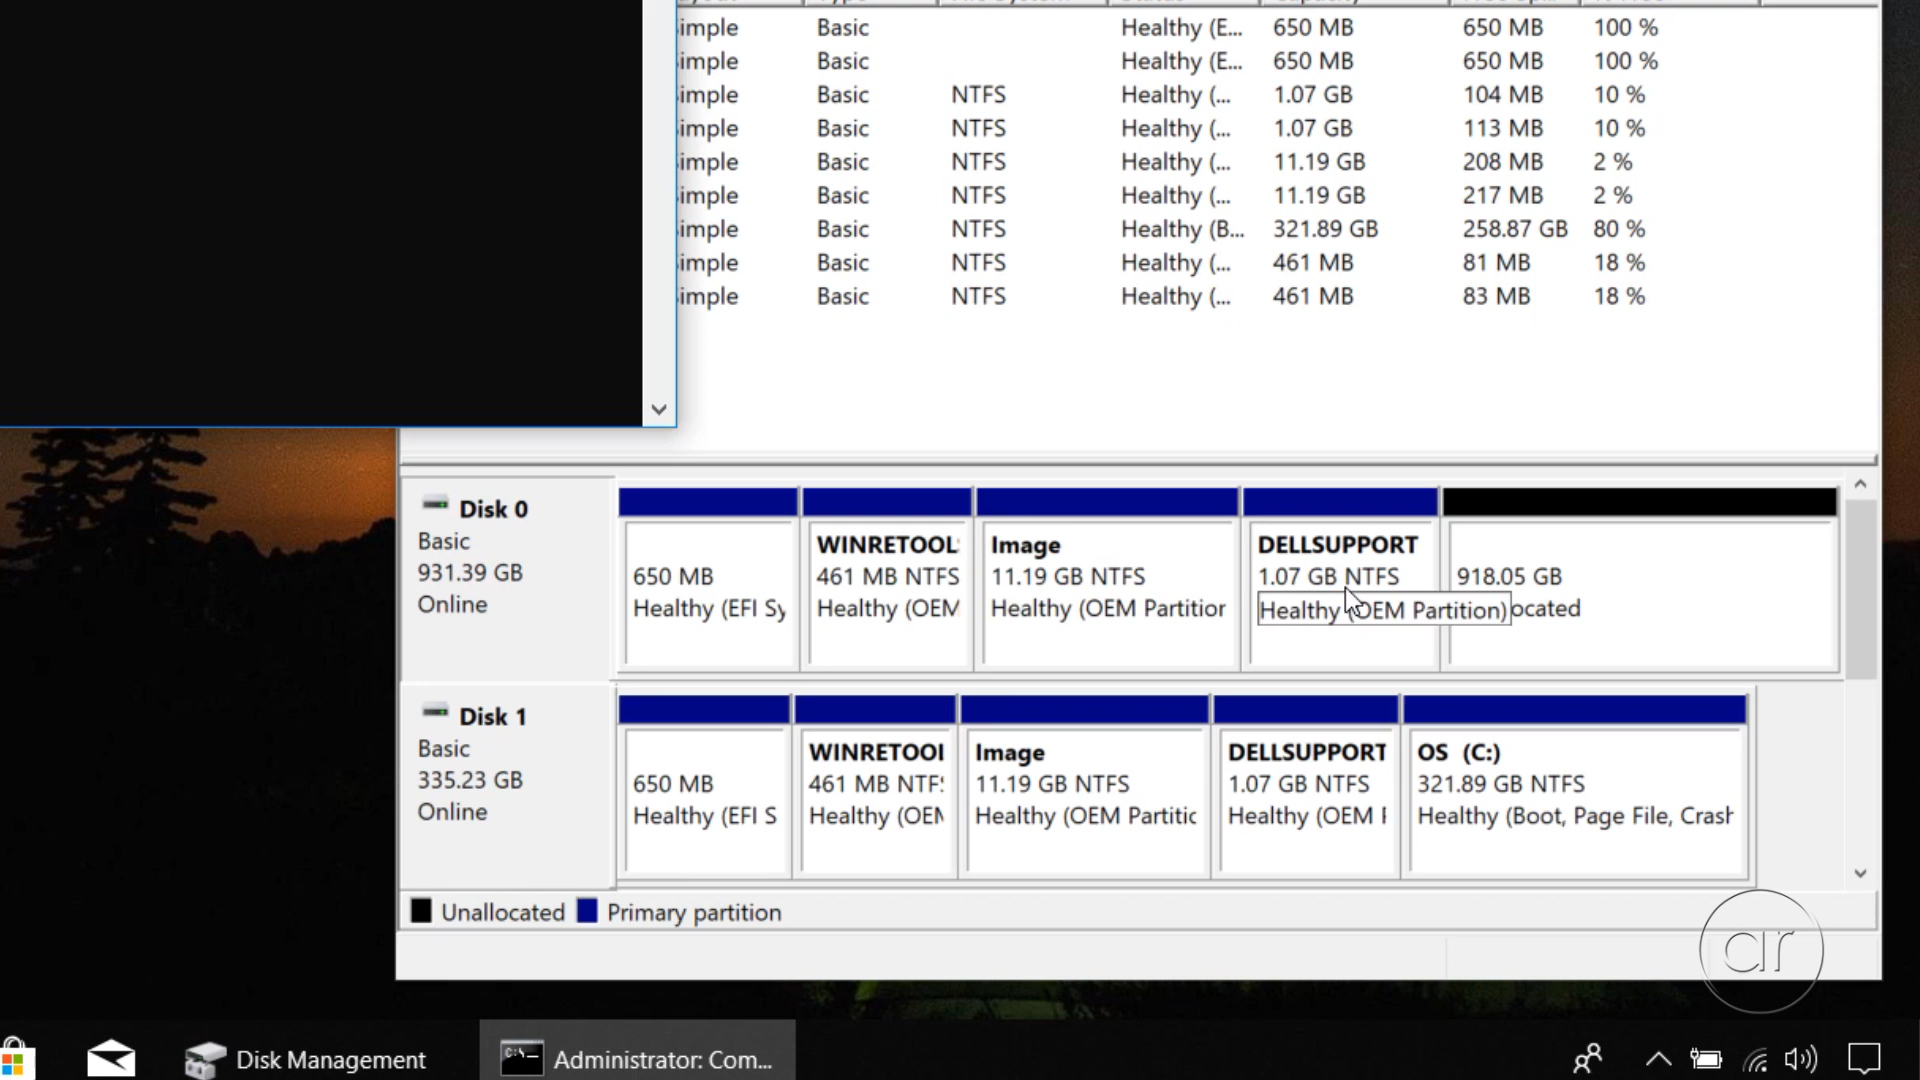 imple Basic Healthy (E... 650 MB 650 MB 100 %
imple Basic Healthy (E... 650 MB 650 MB 100 %
imple Basic NTFS Healthy (... 1.07 GB 104 MB 10 %
imple Basic NTFS Healthy (... 1.07 GB 113 MB 10 %
imple Basic NTFS Healthy (... 11.19 GB 208 MB 2 %
imple Basic NTFS Healthy (... 11.19 GB 217 MB 2 %
imple Basic NTFS Healthy (B... 321.89 GB 258.87 GB 80 %
imple Basic NTFS Healthy (... 461 MB 81 MB 18 %
imple Basic NTFS Healthy (... 461 MB 83 MB 18 %
Disk 0
Basic
931.39 GB
Online
650 MB
Healthy (EFI Sy
WINRETOOL
461 MB NTFS
Healthy (OEM
Image
11.19 GB NTFS
Healthy (OEM Partition
DELLSUPPORT
1.07 GB NTFS
Healthy (OEM Partition)
918.05 GB
ocated
Disk 1
Basic
335.23 GB
Online
650 MB
Healthy (EFI S
WINRETOOL
461 MB NTFS
Healthy (OEM
Image
11.19 GB NTFS
Healthy (OEM Partitic
DELLSUPPORT
1.07 GB NTFS
Healthy (OEM
OS (C:)
321.89 GB NTFS
Healthy (Boot, Page File, Crash
Unallocated Primary partition
ar
Disk Management
C:\_
Administrator: Com...